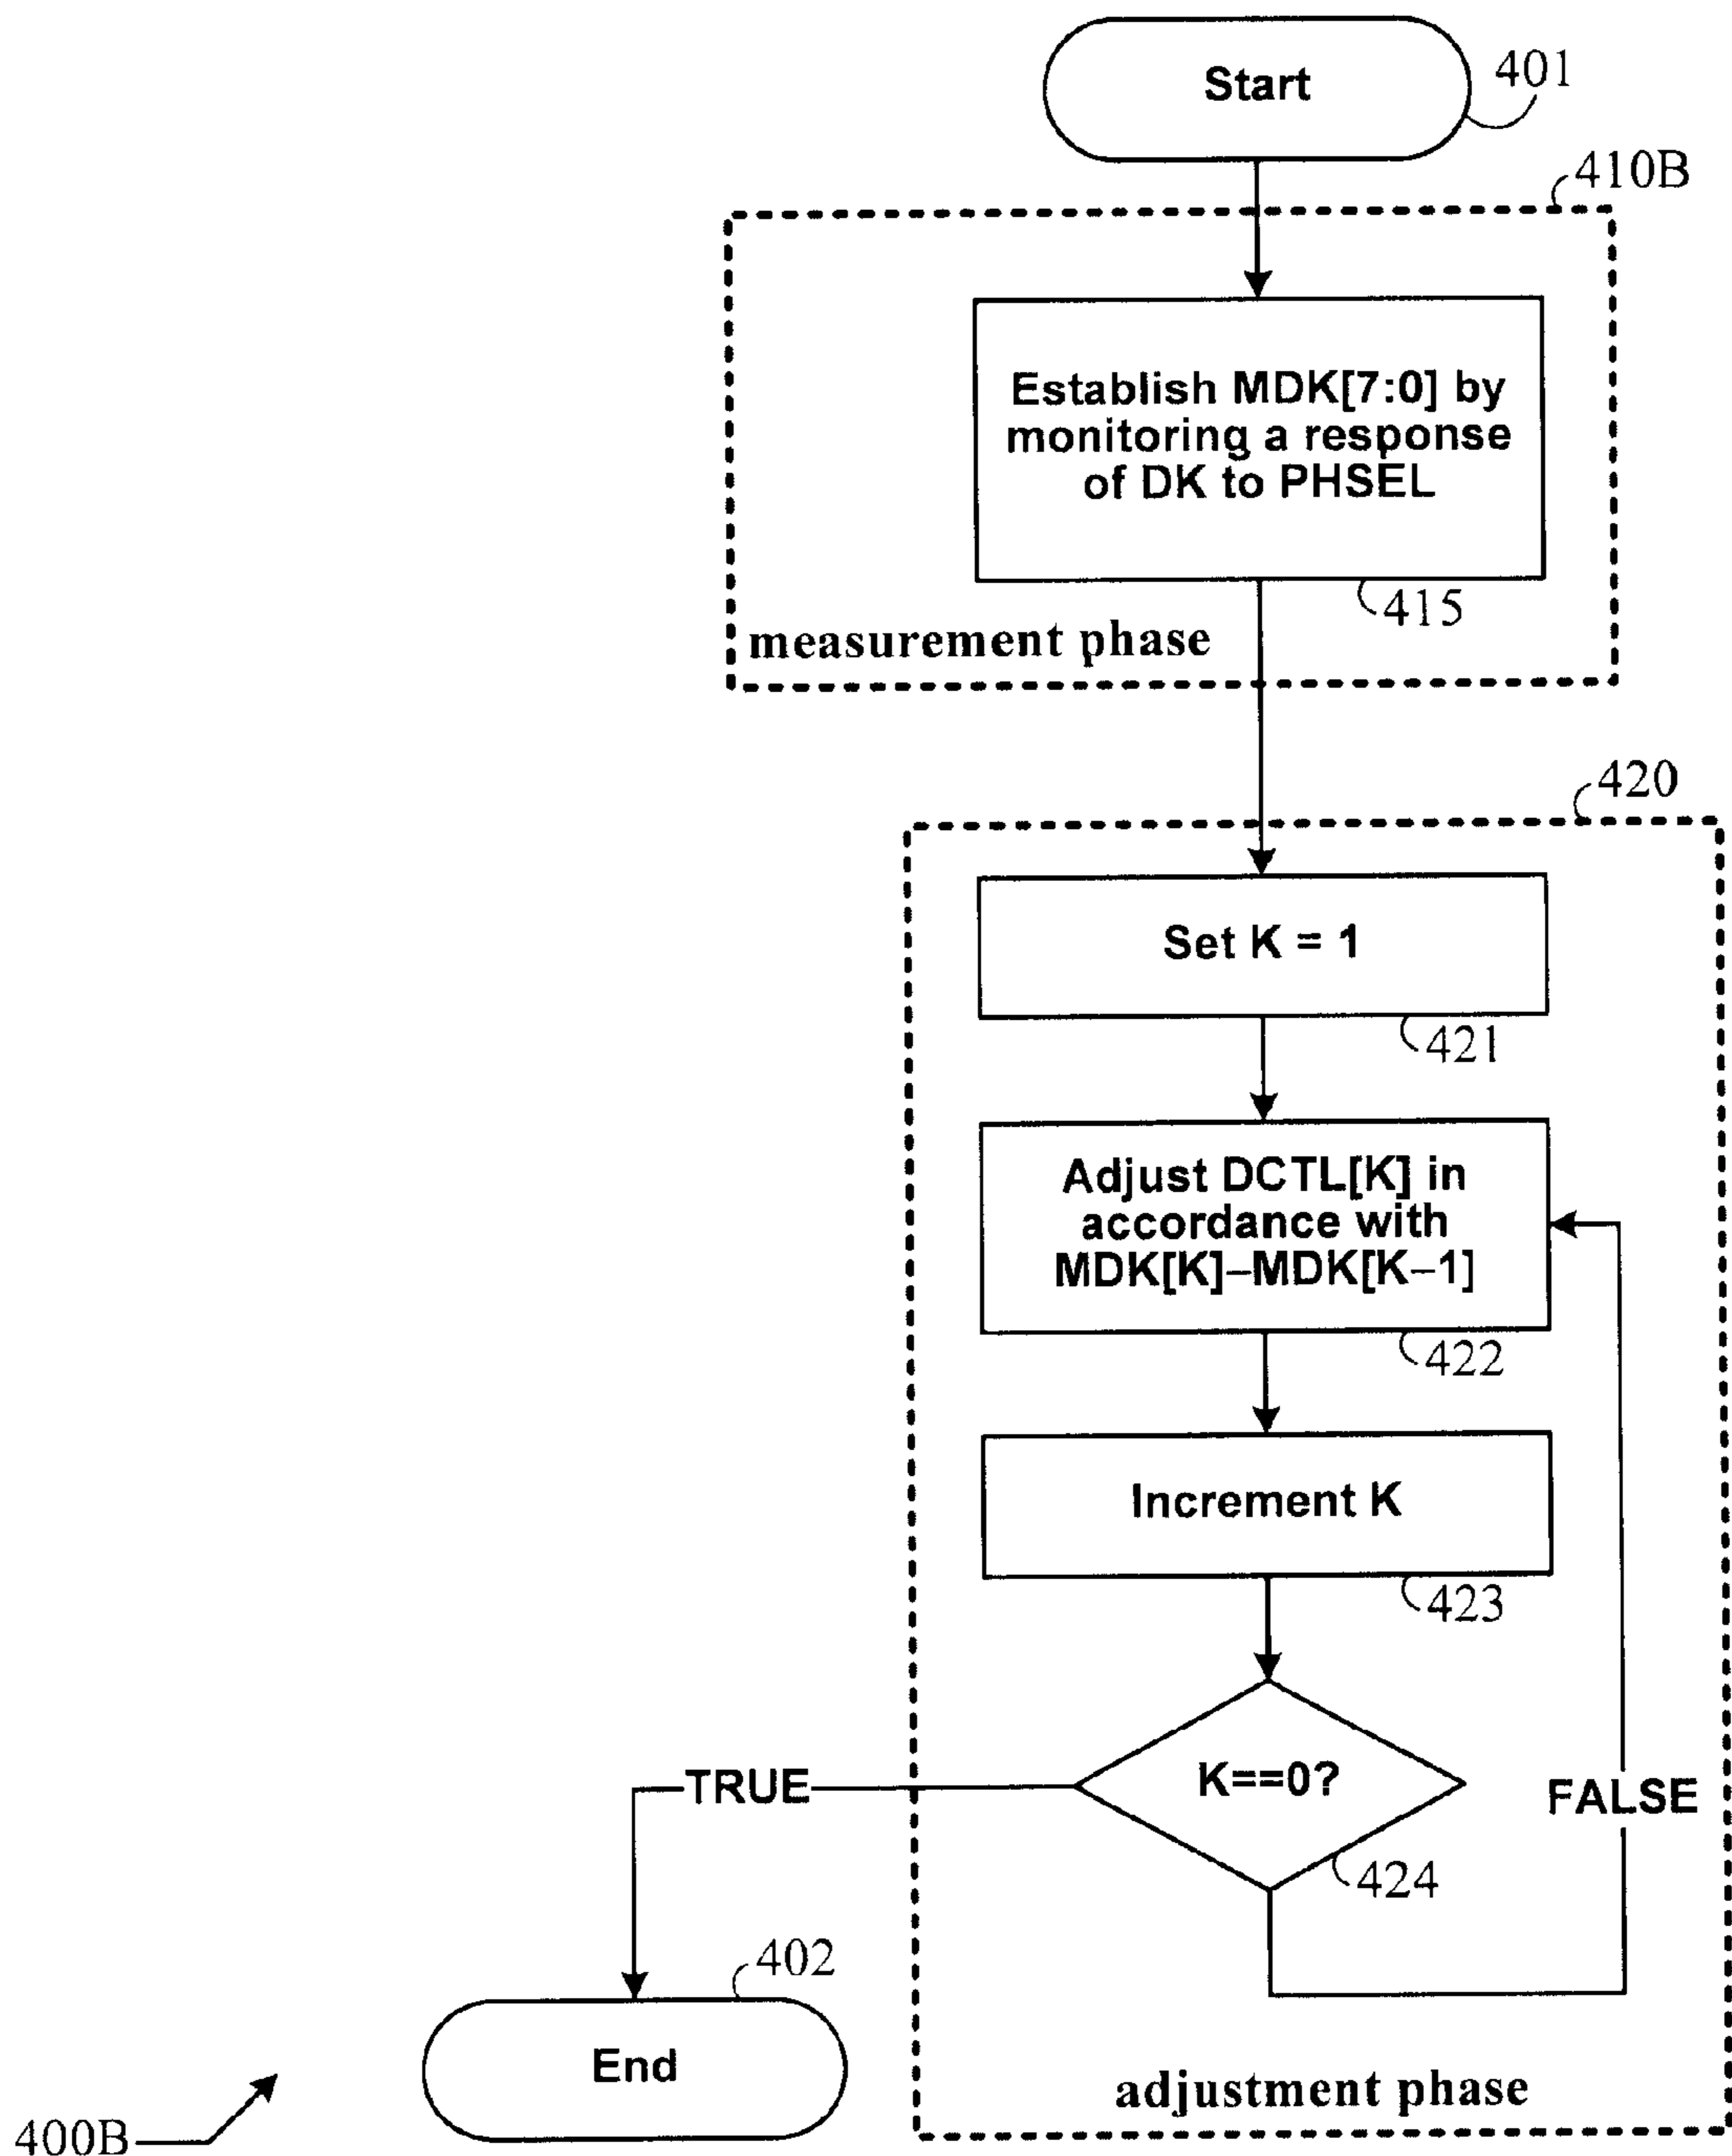 Start
401
410B
Establish MDK[7:0] by
monitoring a response
of DK to PHSEL
415
measurement phase
420
Set K = 1
421
Adjust DCTL[K] in
accordance with
MDK[K]–MDK[K–1]
422
Increment K
423
K==0?
TRUE
FALSE
424
402
End
adjustment phase
400B